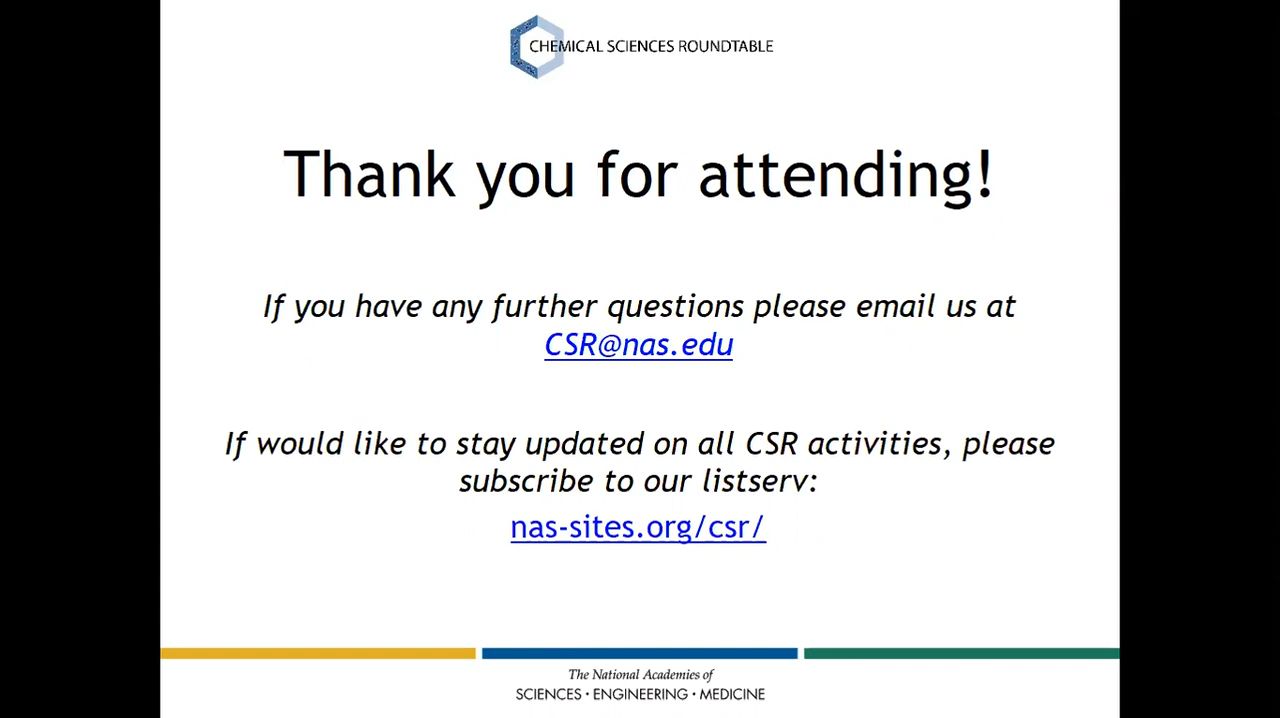 CHEMICAL SCIENCES ROUNDTABLE
Thank you for attending!
If you have any further questions please email us at
CSR@nas.edu
If would like to stay updated on all CSR activities, please
subscribe to our listserv:
nas-sites.org/csr/
The National Academies of
SCIENCES · ENGINEERING · MEDICINE